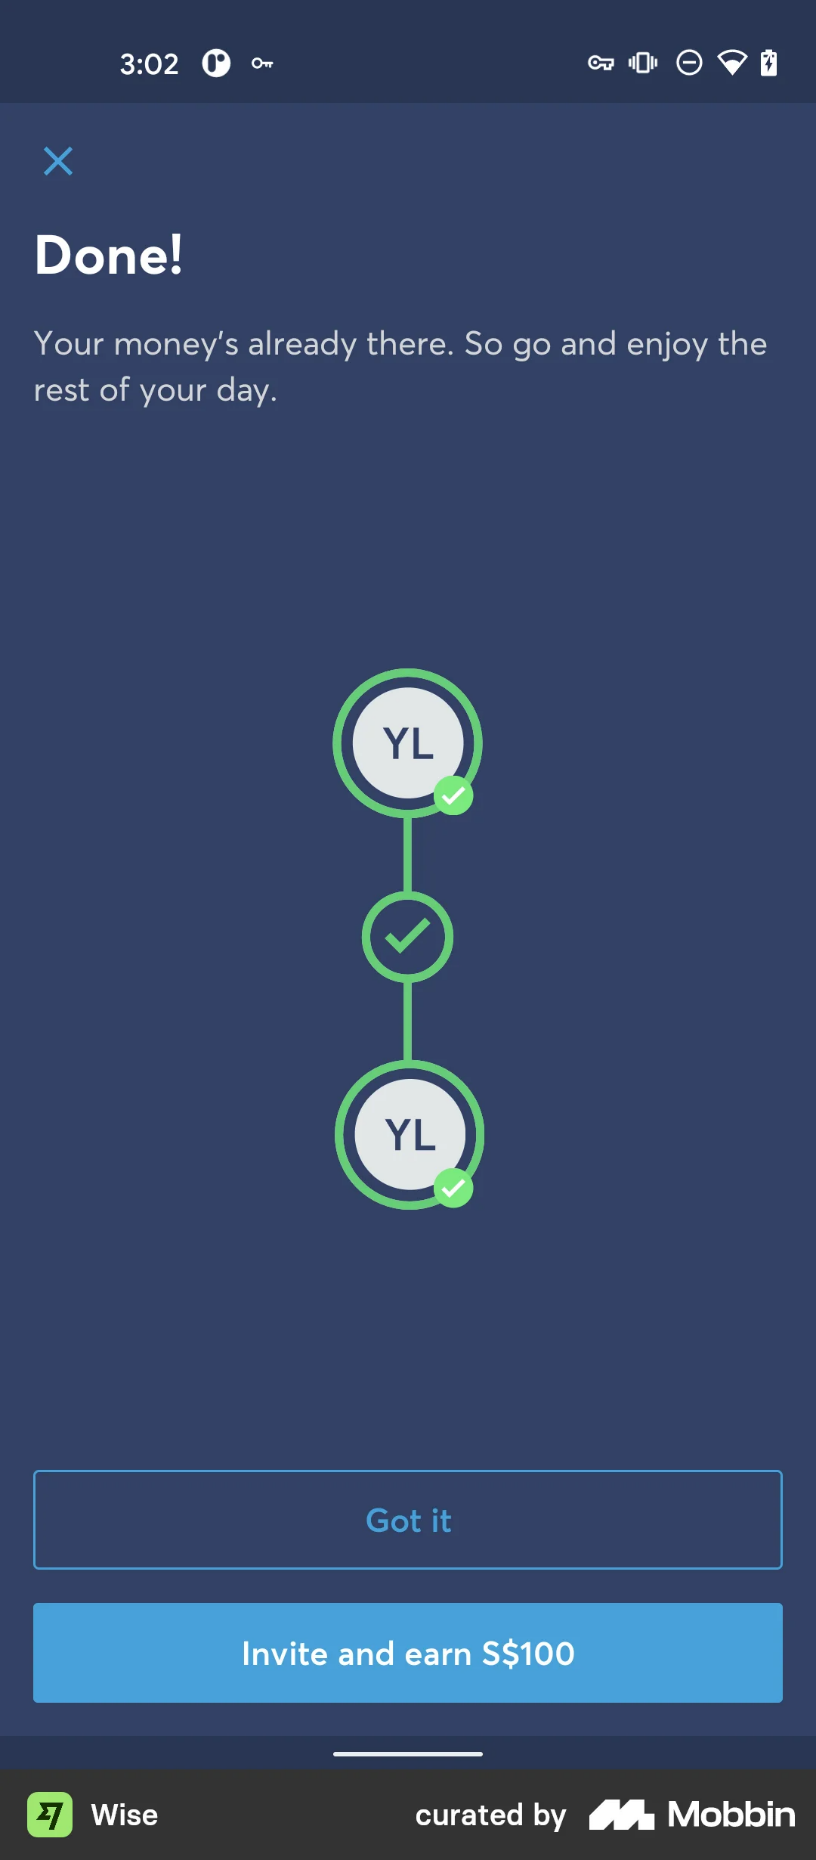 3:02
Done!
Your money's already there. So go and enjoy the
rest of your day.
YL
YL
Got it
Invite and earn S$100
Wise
curated by Mobbin